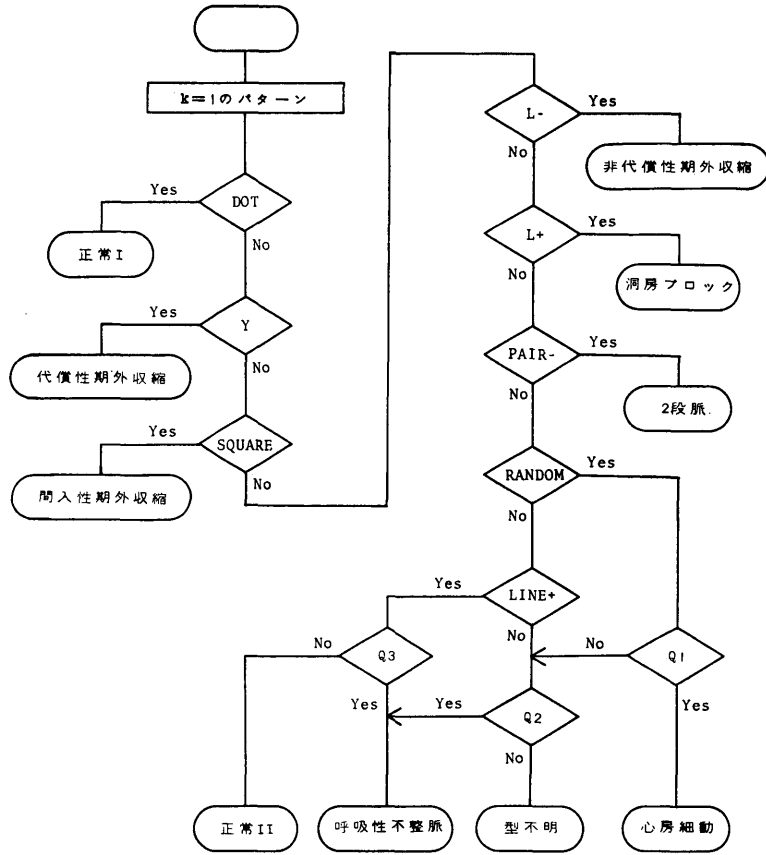 k=1のパターン
DOT
Yes
No
正常I
Y
Yes
No
代償性期外収縮
SQUARE
Yes
No
間入性期外収縮
L-
Yes
No
非代償性期外収縮
L+
Yes
No
洞房ブロック
PAIR-
Yes
No
2段脈
RANDOM
Yes
No
LINE+
Yes
No
Q3
No
Yes
Q1
No
Yes
Q2
Yes
No
正常II
呼吸性不整脈
型不明
心房細動